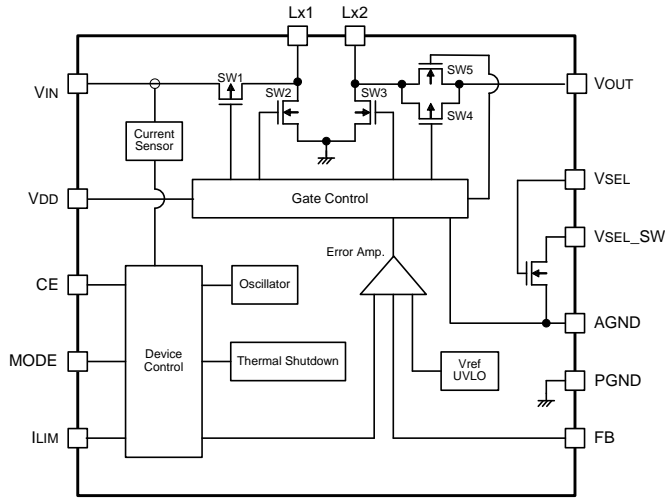 Lx1
Lx2
VIN
SW1
SW2
SW3
SW5
SW4
VOUT
Current
Sensor
VDD
Gate Control
VSEL
VSEL_SW
Error Amp.
CE
Oscillator
AGND
MODE
Device
Control
Thermal Shutdown
Vref
UVLO
PGND
ILIM
FB